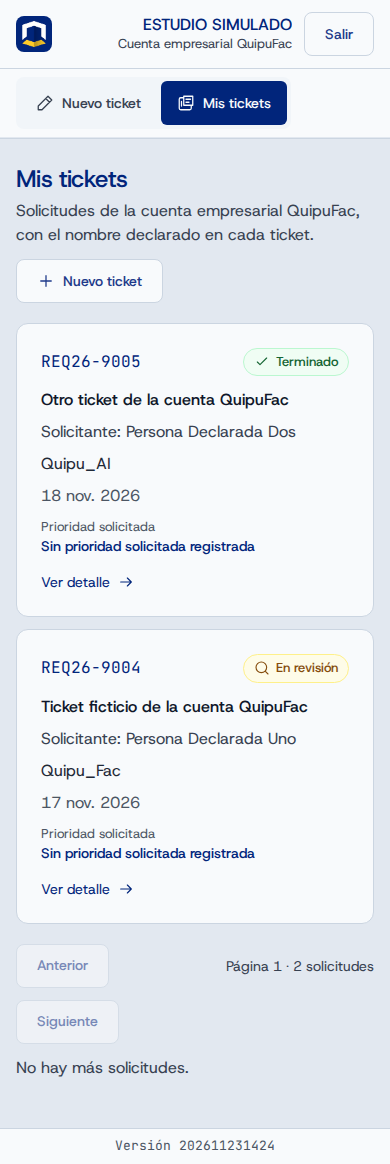 ESTUDIO SIMULADO
Cuenta empresarial QuipuFac
Salir
Nuevo ticket
Mis tickets
Mis tickets
Solicitudes de la cuenta empresarial QuipuFac,
con el nombre declarado en cada ticket.
Nuevo ticket
REQ26-9005
Terminado
Otro ticket de la cuenta QuipuFac
Solicitante: Persona Declarada Dos
Quipu_AI
18 nov. 2026
Prioridad solicitada
Sin prioridad solicitada registrada
Ver detalle
REQ26-9004
En revisión
Ticket ficticio de la cuenta QuipuFac
Solicitante: Persona Declarada Uno
Quipu_Fac
17 nov. 2026
Prioridad solicitada
Sin prioridad solicitada registrada
Ver detalle
Anterior
Página 1 · 2 solicitudes
Siguiente
No hay más solicitudes.
Versión 202611231424